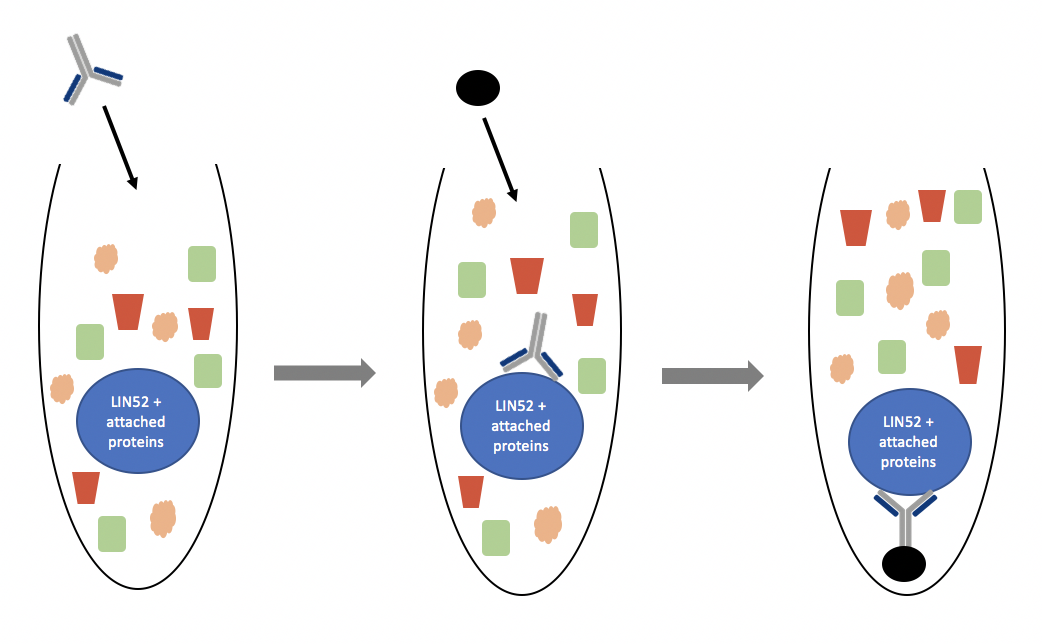 LIN52 +
attached
proteins
LIN52 +
attached
proteins
LIN52 +
attached
proteins